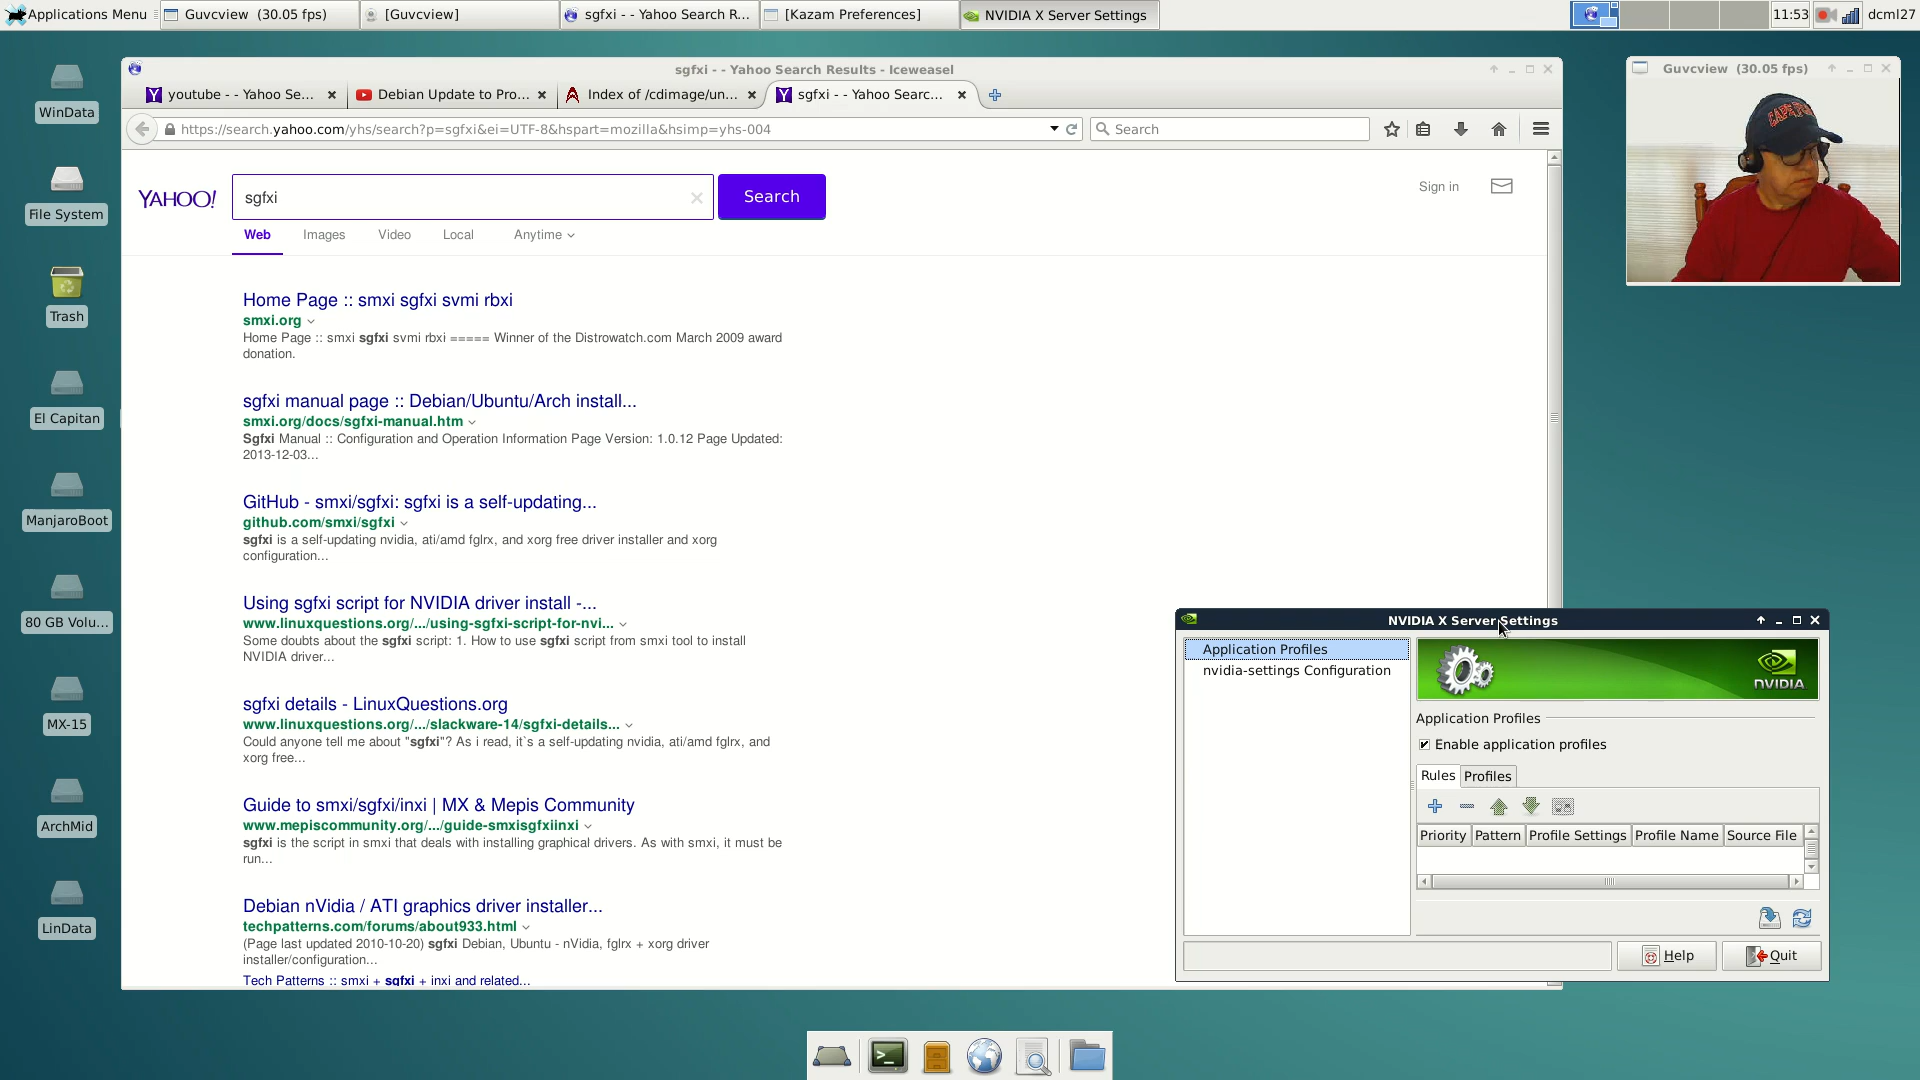 Applications Menu
Guvcview (30.05 fps)
[Guvcview]
sgfxi - - Yahoo Search R...
[Kazam Preferences]
NVIDIA X Server Settings
11:53
dcml27
WinData
File System
Trash
El Capitan
ManjaroBoot
80 GB Volu...
MX-15
ArchMid
LinData
sgfxi - - Yahoo Search Results - Iceweasel
youtube - - Yahoo Se...
Debian Update to Pro...
Index of /cdimage/un...
sgfxi - - Yahoo Searc...
https://search.yahoo.com/yhs/search?p=sgfxi&ei=UTF-8&hspart=mozilla&hsimp=yhs-004
Search
YAHOO!
sgfxi
Search
Sign in
Web
Images
Video
Local
Anytime
Home Page :: smxi sgfxi svmi rbxi
smxi.org
Home Page :: smxi sgfxi svmi rbxi ===== Winner of the Distrowatch.com March 2009 award
donation.
sgfxi manual page :: Debian/Ubuntu/Arch install...
smxi.org/docs/sgfxi-manual.htm
Sgfxi Manual :: Configuration and Operation Information Page Version: 1.0.12 Page Updated:
2013-12-03...
GitHub - smxi/sgfxi: sgfxi is a self-updating...
github.com/smxi/sgfxi
sgfxi is a self-updating nvidia, ati/amd fglrx, and xorg free driver installer and xorg
configuration...
Using sgfxi script for NVIDIA driver install -...
www.linuxquestions.org/.../using-sgfxi-script-for-nvi...
Some doubts about the sgfxi script: 1. How to use sgfxi script from smxi tool to install
NVIDIA driver...
sgfxi details - LinuxQuestions.org
www.linuxquestions.org/.../slackware-14/sgfxi-details...
Could anyone tell me about "sgfxi"? As i read, it`s a self-updating nvidia, ati/amd fglrx, and
xorg free...
Guide to smxi/sgfxi/inxi | MX & Mepis Community
www.mepiscommunity.org/.../guide-smxisgfxiinxi
sgfxi is the script in smxi that deals with installing graphical drivers. As with smxi, it must be
run...
Debian nVidia / ATI graphics driver installer...
techpatterns.com/forums/about933.html
(Page last updated 2010-10-20) sgfxi Debian, Ubuntu - nVidia, fglrx + xorg driver
installer/configuration...
Tech Patterns :: smxi + sgfxi + inxi and related...
Guvcview (30.05 fps)
NVIDIA X Server Settings
Application Profiles
nvidia-settings Configuration
NVIDIA
Application Profiles
Enable application profiles
Rules
Profiles
Priority
Pattern
Profile Settings
Profile Name
Source File
Help
Quit